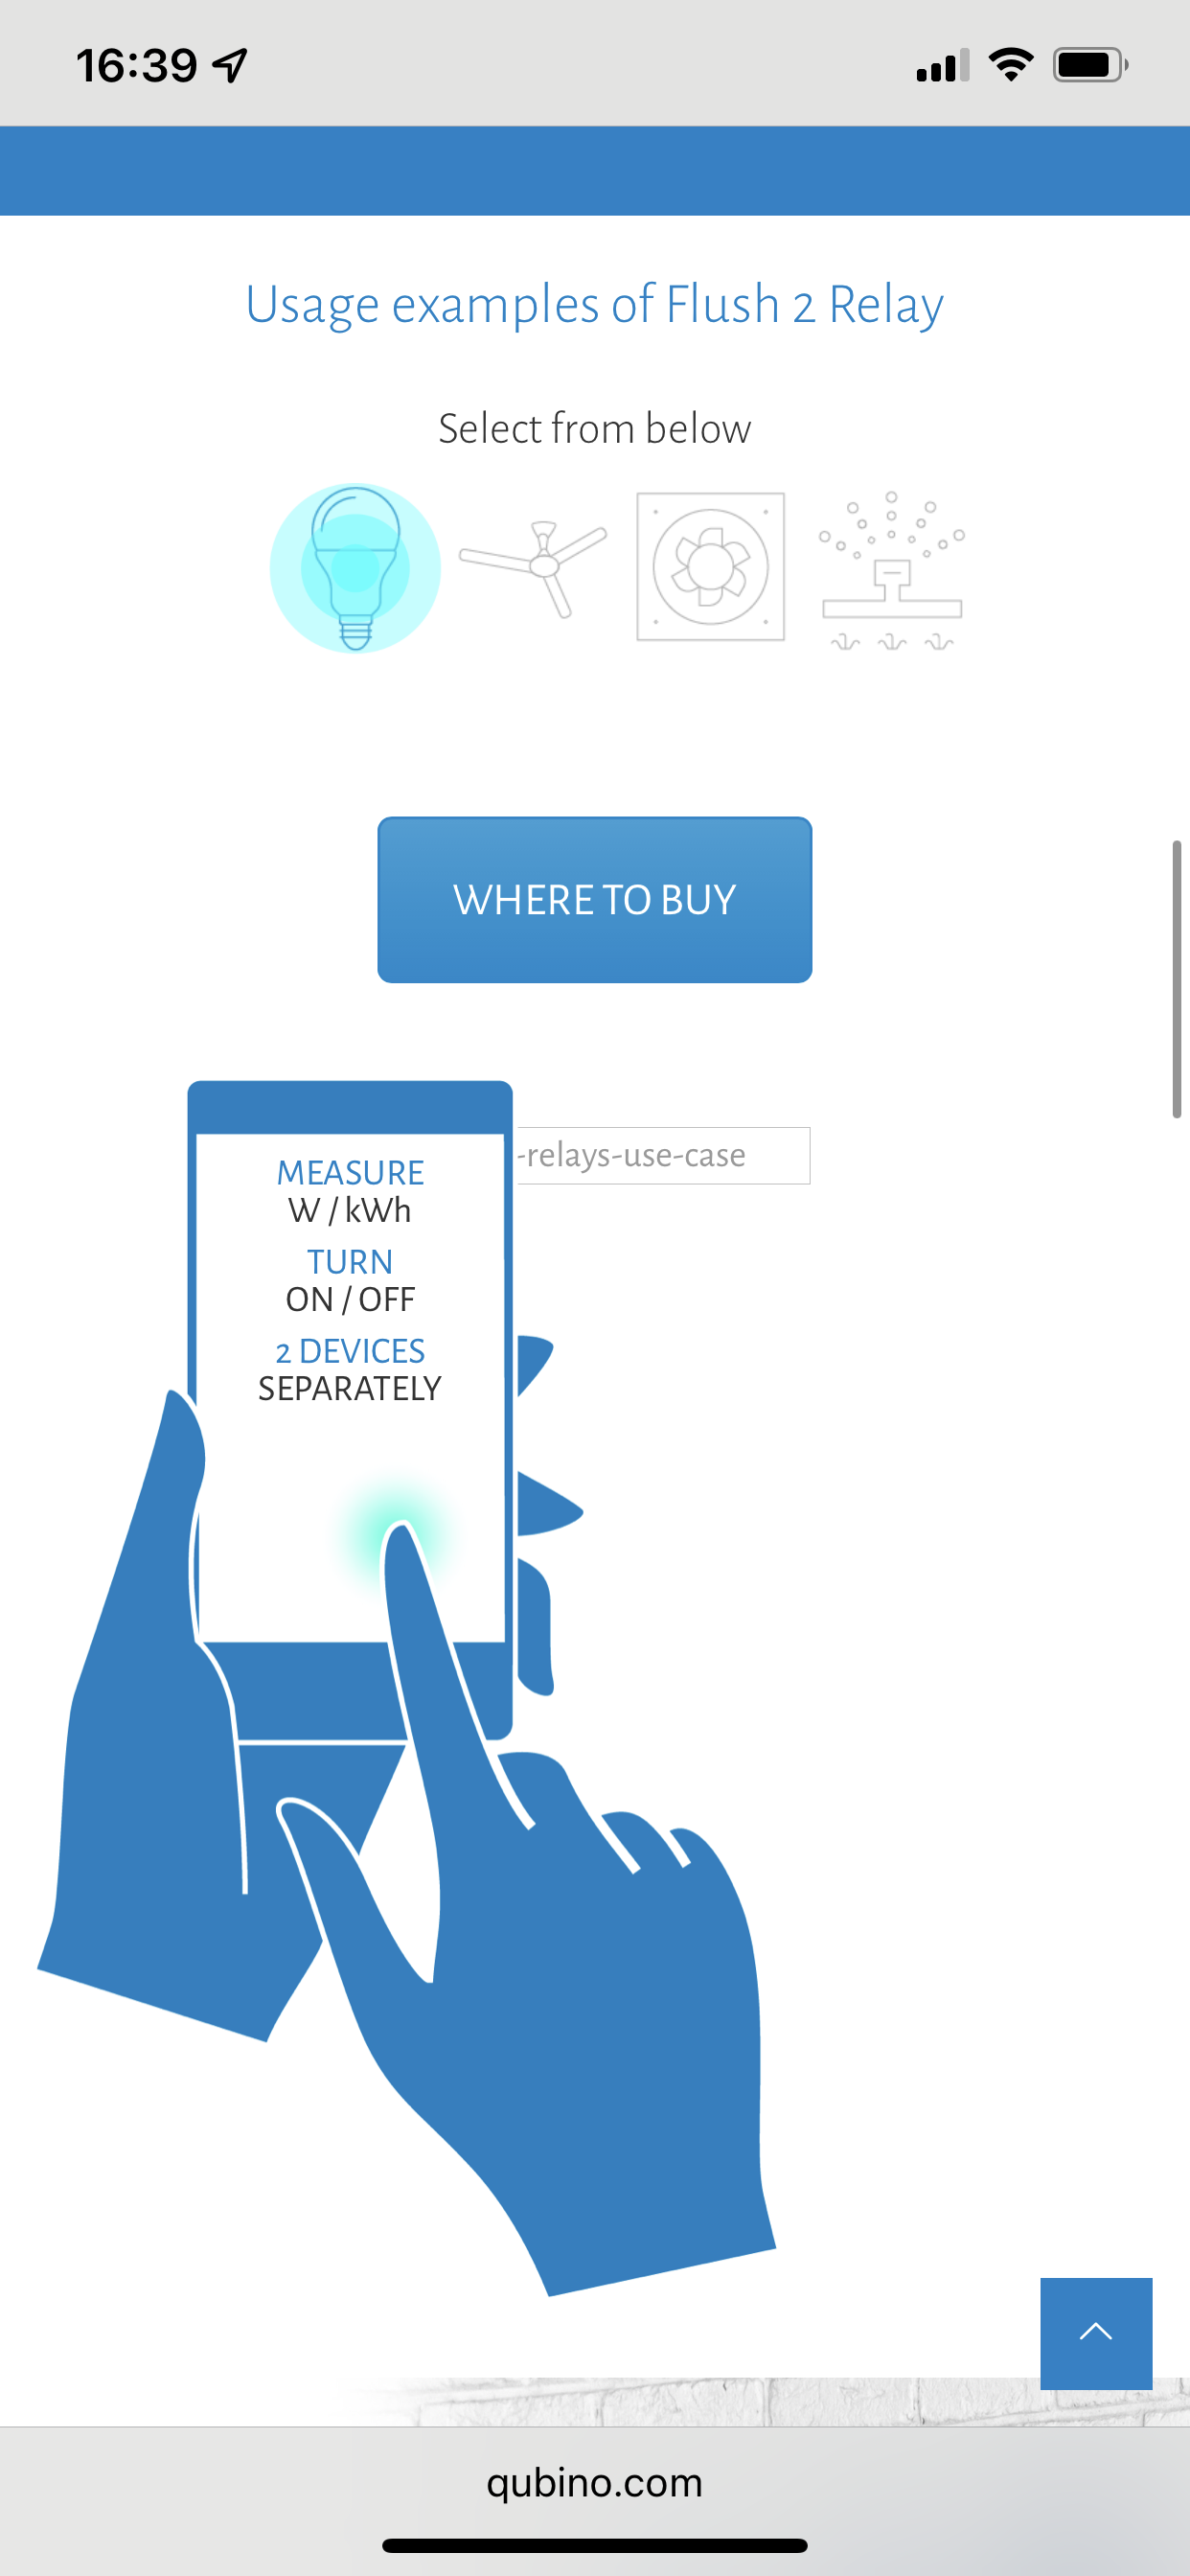 16:39
Usage examples of Flush 2 Relay
Select from below
WHERE TO BUY
-relays-use-case
MEASURE
W / kWh
TURN
ON / OFF
2 DEVICES
SEPARATELY
qubino.com